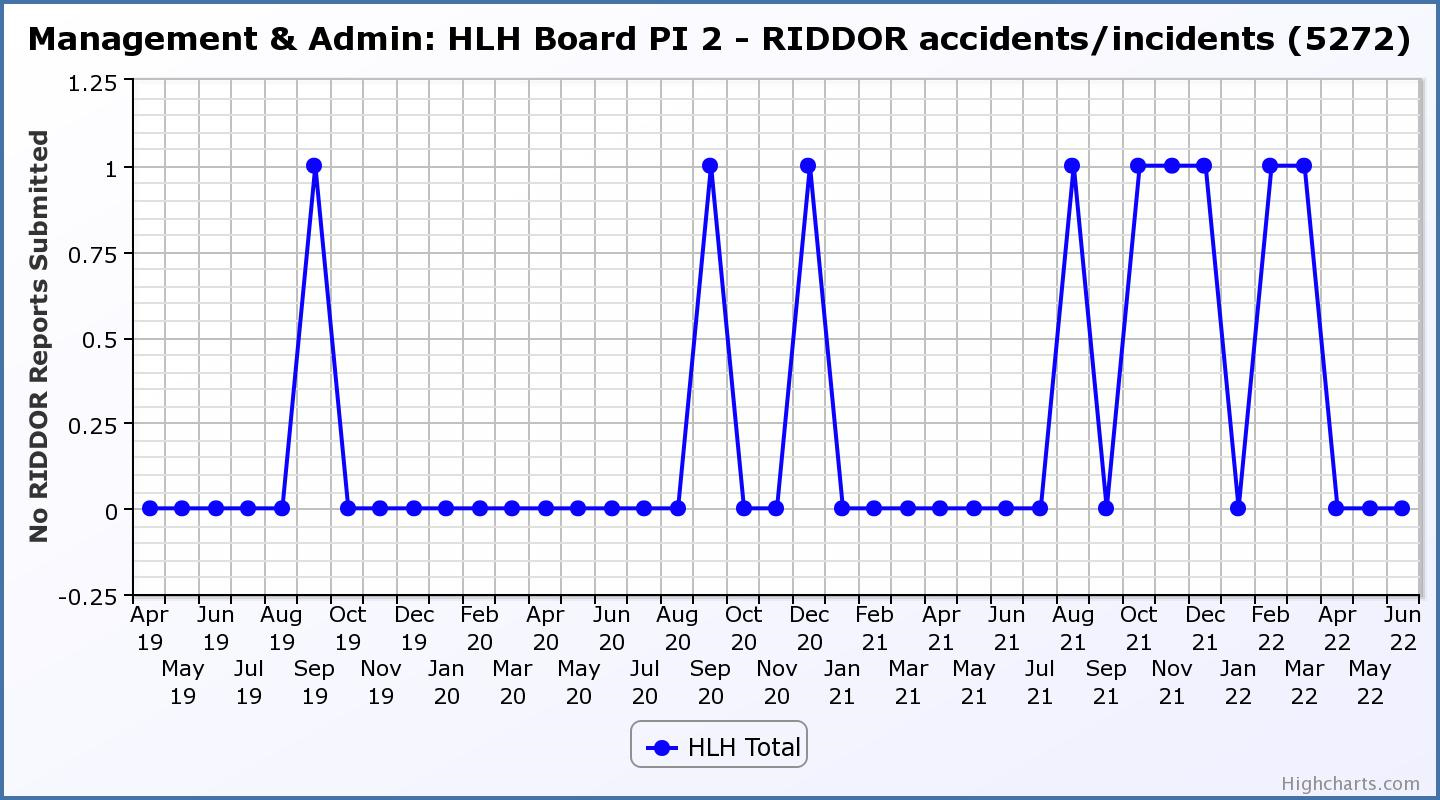 Management & Admin: HLH Board PI 2 - RIDDOR accidents/incidents (5272)
No RIDDOR Reports Submitted
1.25
1
0.75
0.5
0.25
0
-0.25
Apr 19
May 19
Jun 19
Jul 19
Aug 19
Sep 19
Oct 19
Nov 19
Dec 19
Jan 20
Feb 20
Mar 20
Apr 20
May 20
Jun 20
Jul 20
Aug 20
Sep 20
Oct 20
Nov 20
Dec 20
Jan 21
Feb 21
Mar 21
Apr 21
May 21
Jun 21
Jul 21
Aug 21
Sep 21
Oct 21
Nov 21
Dec 21
Jan 22
Feb 22
Mar 22
Apr 22
May 22
Jun 22
HLH Total
Highcharts.com